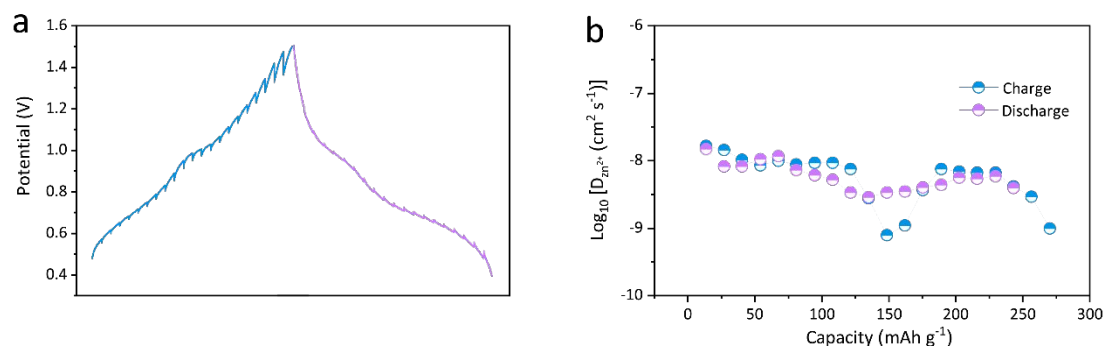 a
Potential (V)
1.6
1.4
1.2
1.0
0.8
0.6
0.4
b
Log₁₀ [D_Zn²⁺ (cm² s⁻¹)]
-6
-7
-8
-9
-10
Charge
Discharge
0 50 100 150 200 250 300
Capacity (mAh g⁻¹)